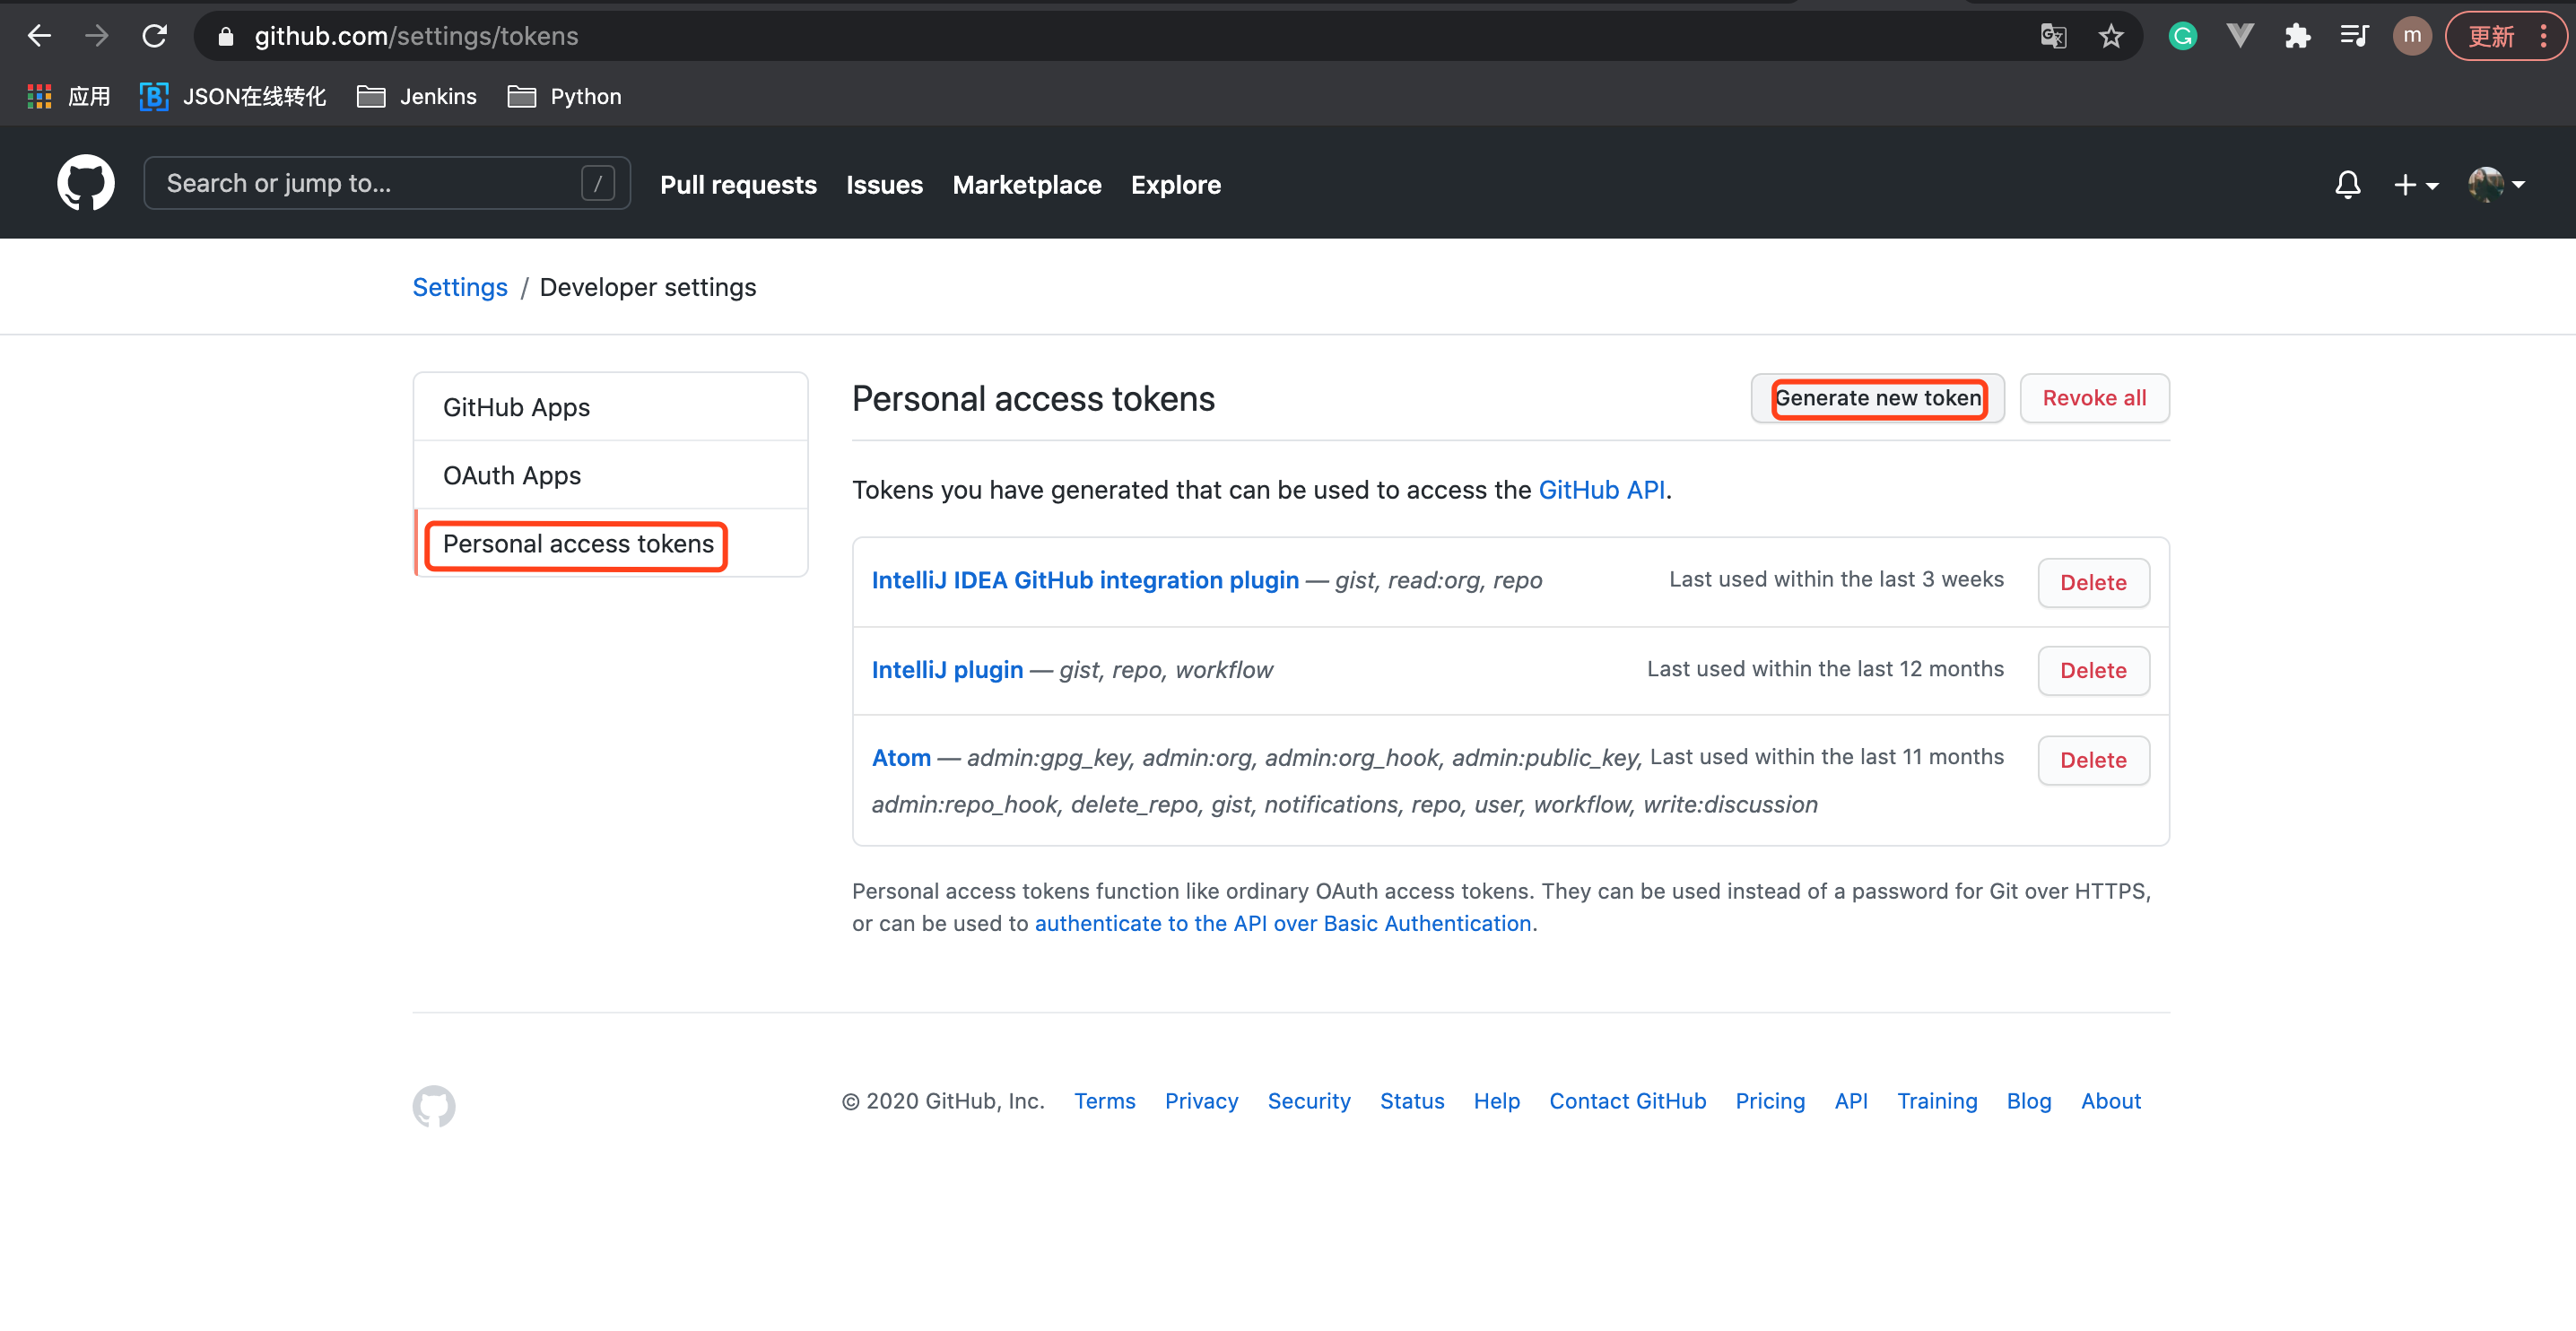 github.com/settings/tokens
m
更新
应用
JSON在线转化
Jenkins
Python
Search or jump to...
/
Pull requests
Issues
Marketplace
Explore
Settings / Developer settings
GitHub Apps
OAuth Apps
Personal access tokens
Personal access tokens
Generate new token
Revoke all
Tokens you have generated that can be used to access the GitHub API.
IntelliJ IDEA GitHub integration plugin — gist, read:org, repo
Last used within the last 3 weeks
Delete
IntelliJ plugin — gist, repo, workflow
Last used within the last 12 months
Delete
Atom — admin:gpg_key, admin:org, admin:org_hook, admin:public_key,
Last used within the last 11 months
Delete
admin:repo_hook, delete_repo, gist, notifications, repo, user, workflow, write:discussion
Personal access tokens function like ordinary OAuth access tokens. They can be used instead of a password for Git over HTTPS,
or can be used to authenticate to the API over Basic Authentication.
© 2020 GitHub, Inc.
Terms
Privacy
Security
Status
Help
Contact GitHub
Pricing
API
Training
Blog
About